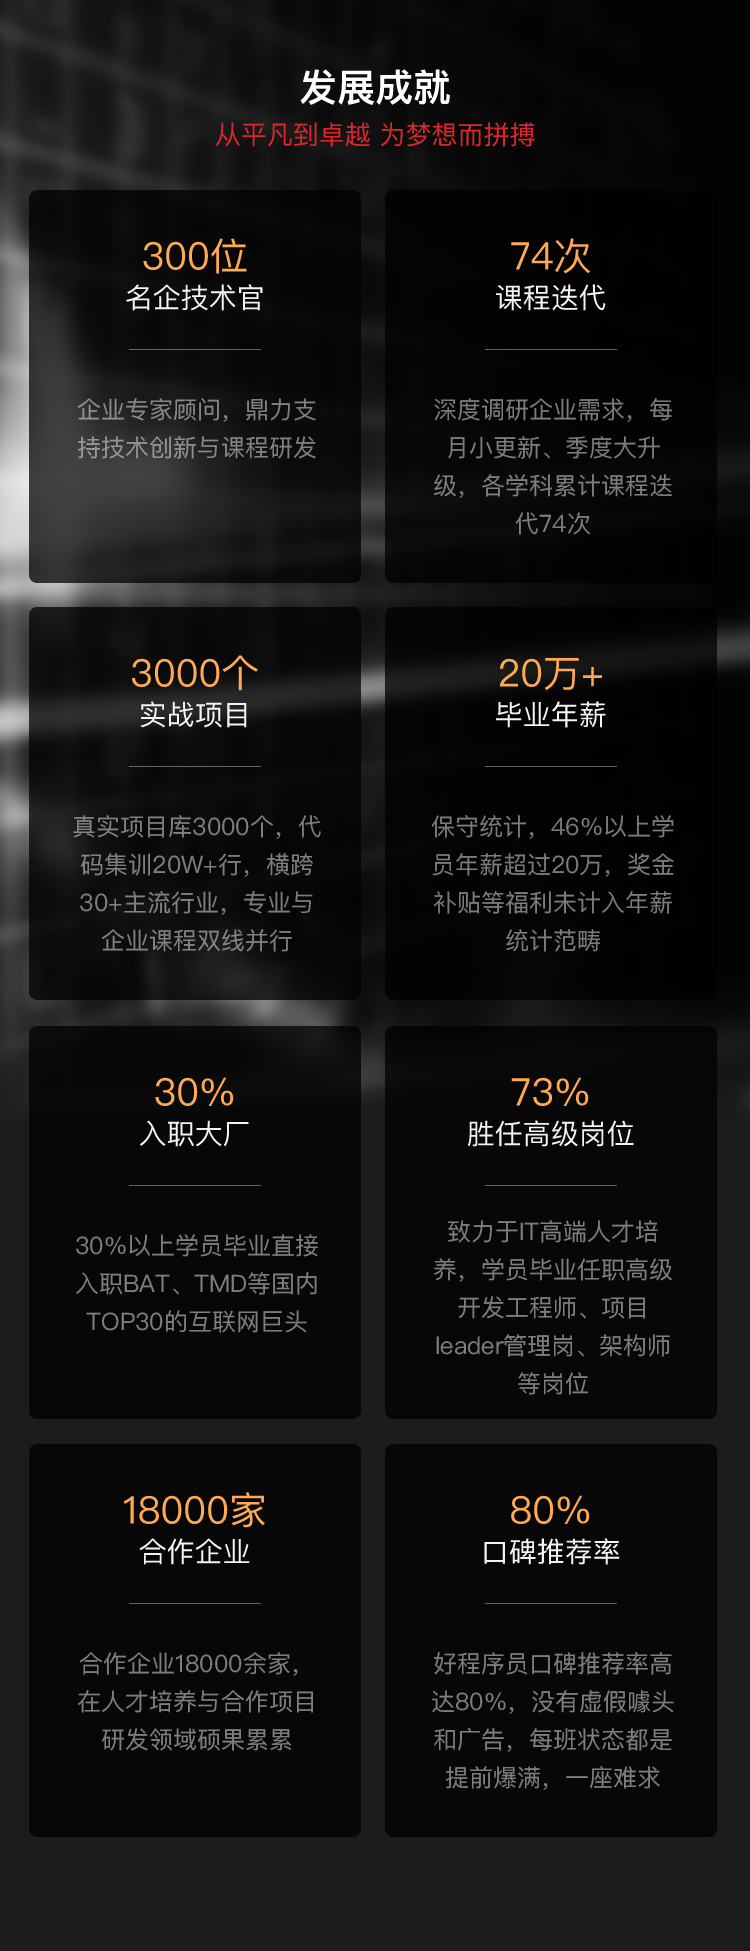 发展成就
从平凡到卓越 为梦想而拼搏
300位
名企技术官
企业专家顾问，鼎力支
持技术创新与课程研发
74次
课程迭代
深度调研企业需求，每
月小更新、季度大升
级，各学科累计课程迭
代74次
3000个
实战项目
真实项目库3000个，代
码集训20W+行，横跨
30+主流行业，专业与
企业课程双线并行
20万+
毕业年薪
保守统计，46%以上学
员年薪超过20万，奖金
补贴等福利未计入年薪
统计范畴
30%
入职大厂
30%以上学员毕业直接
入职BAT、TMD等国内
TOP30的互联网巨头
73%
胜任高级岗位
致力于IT高端人才培
养，学员毕业任职高级
开发工程师、项目
leader管理岗、架构师
等岗位
18000家
合作企业
合作企业18000余家，
在人才培养与合作项目
研发领域硕果累累
80%
口碑推荐率
好程序员口碑推荐率高
达80%，没有虚假噱头
和广告，每班状态都是
提前爆满，一座难求